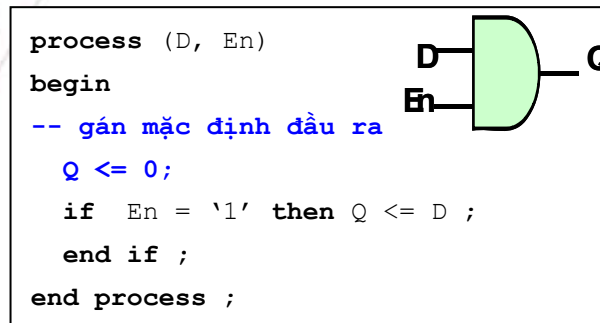 process (D, En)
begin
-- gán mặc định đầu ra
Q <= 0;
if En = ‘1’ then Q <= D ;
end if ;
end process ;
D
En
Q